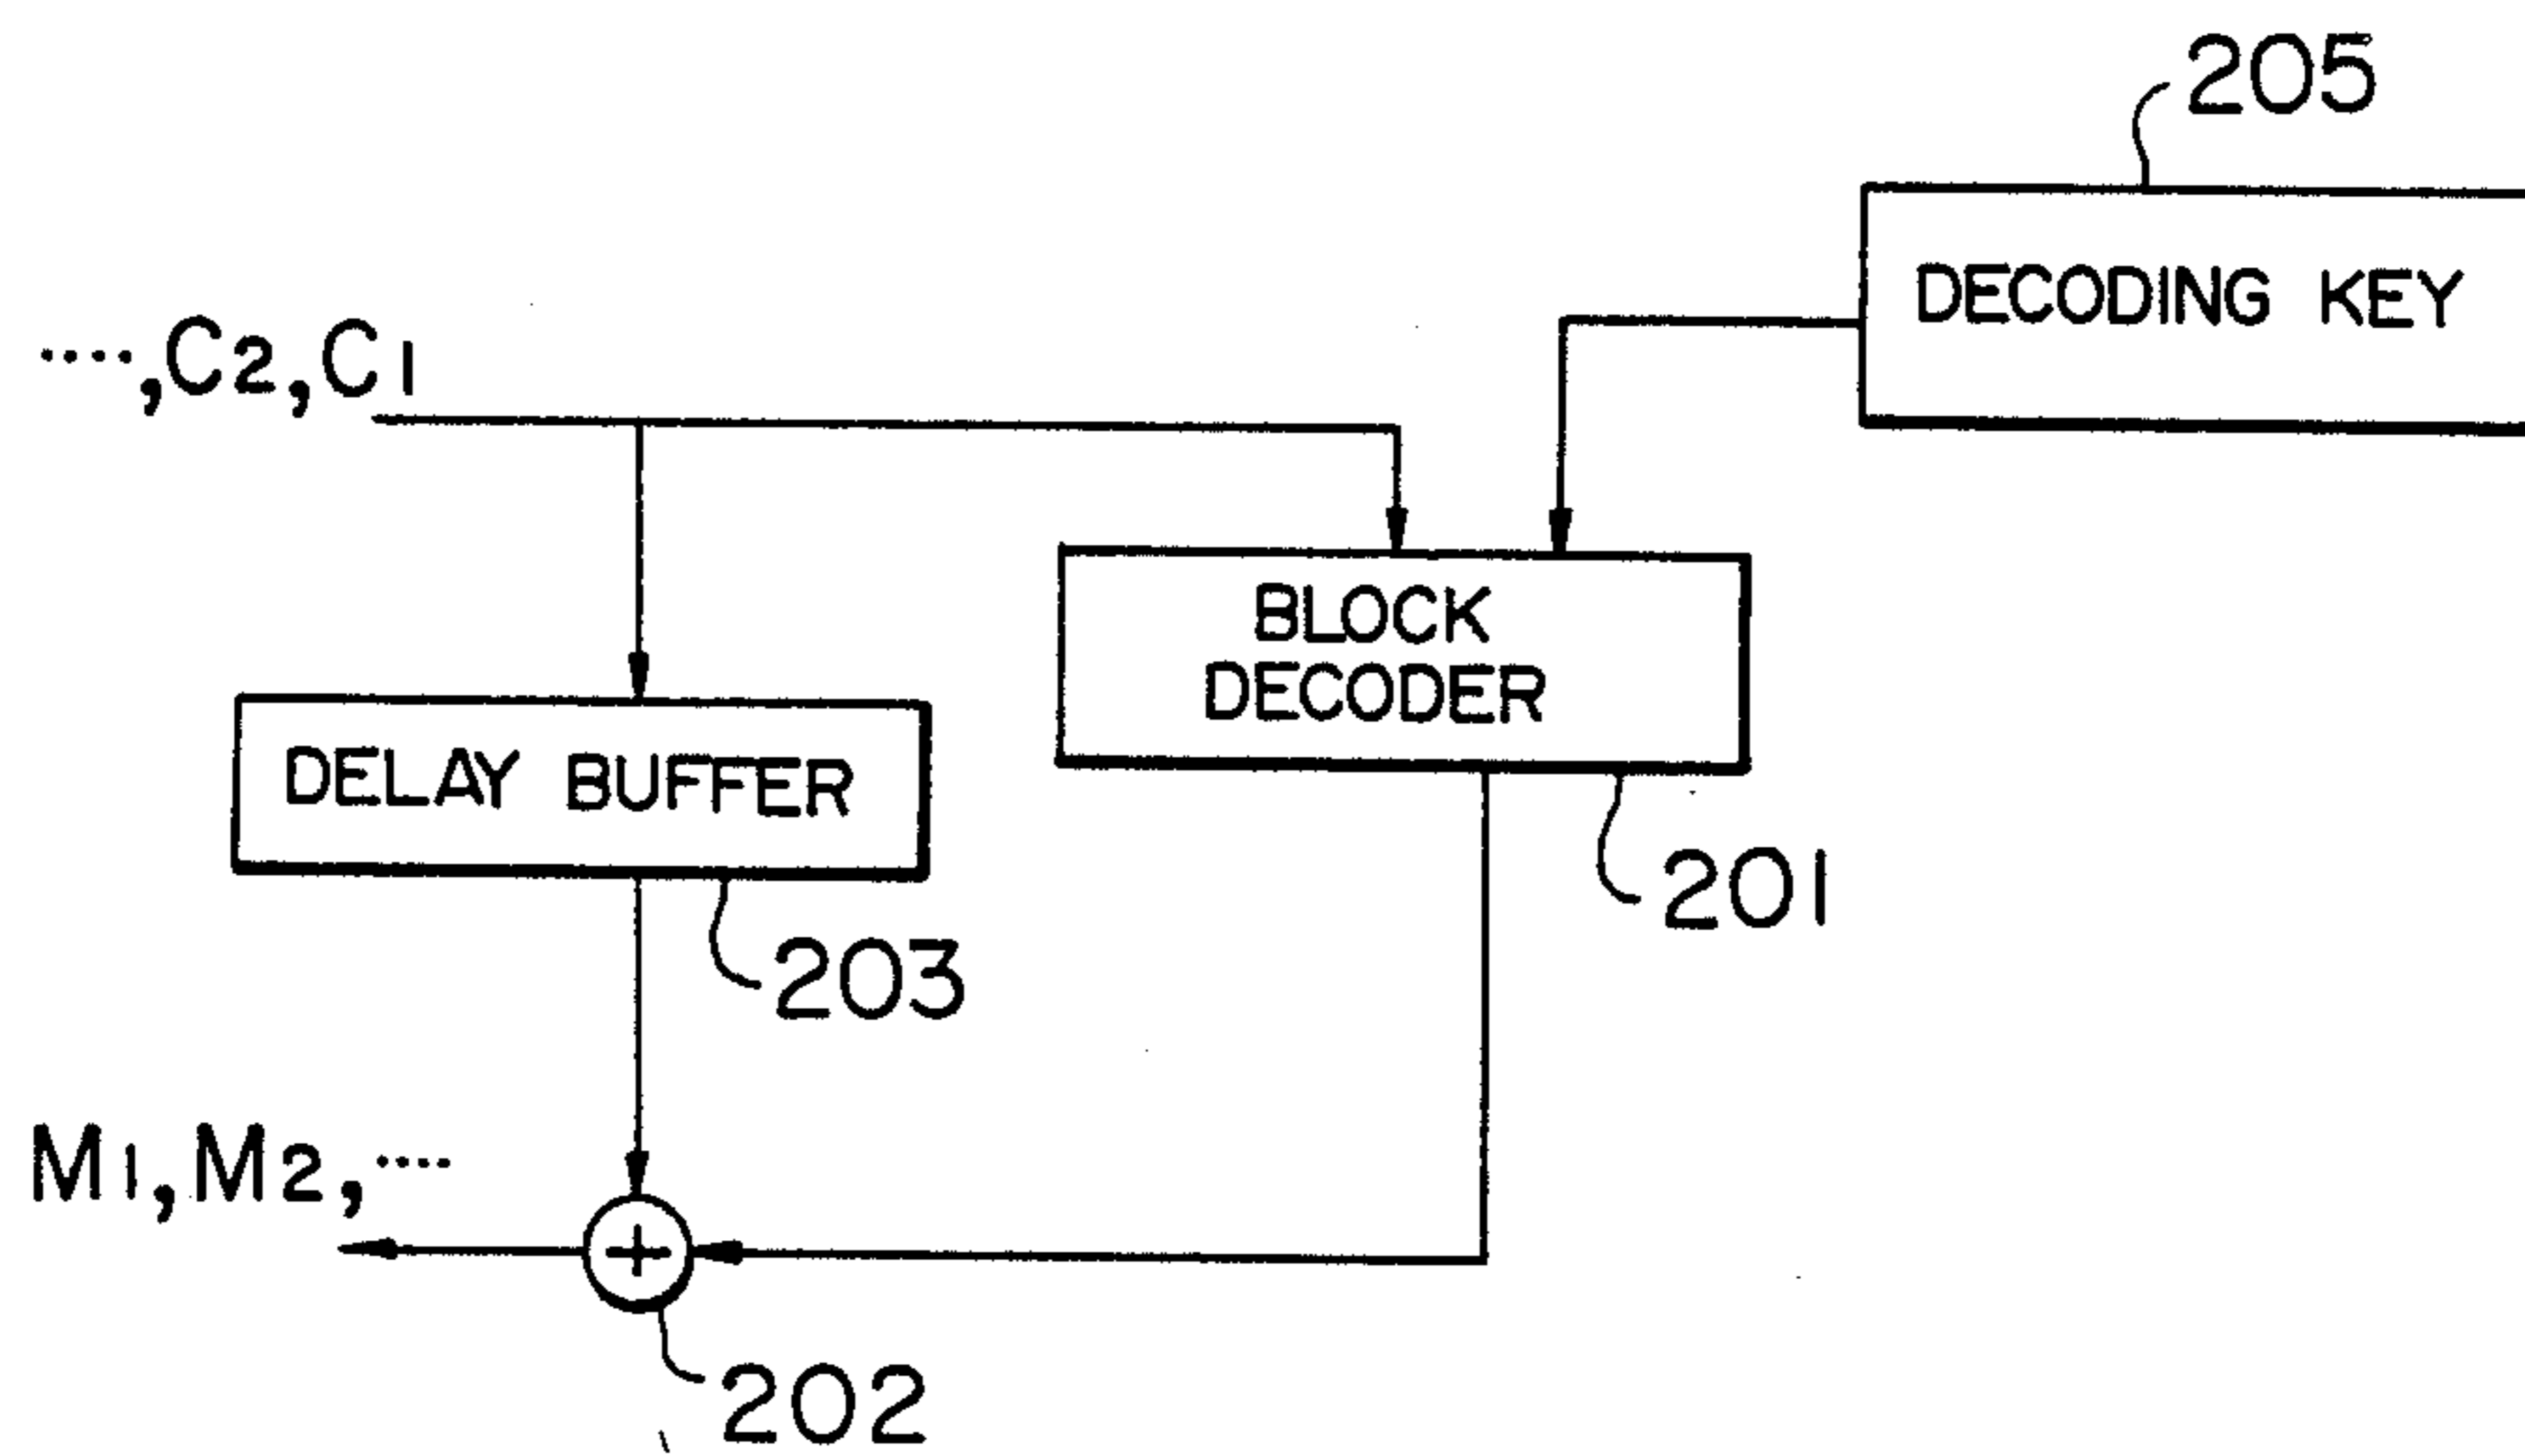 205
DECODING KEY
....,C2,C1
BLOCK
DECODER
DELAY BUFFER
201
203
M1,M2,....
202